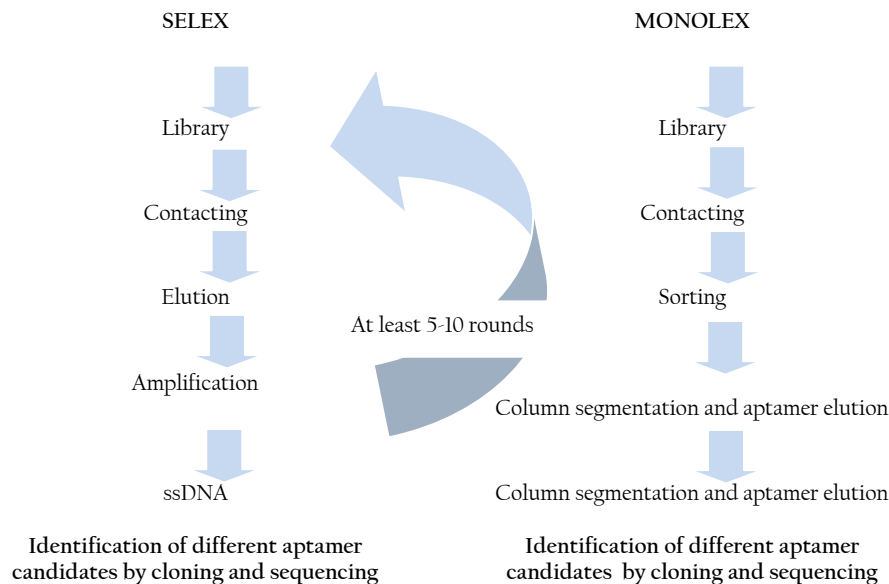 SELEX
Library
Contacting
Elution
Amplification
ssDNA
Identification of different aptamer
candidates by cloning and sequencing
At least 5-10 rounds
MONOLEX
Library
Contacting
Sorting
Column segmentation and aptamer elution
Column segmentation and aptamer elution
Identification of different aptamer
candidates by cloning and sequencing